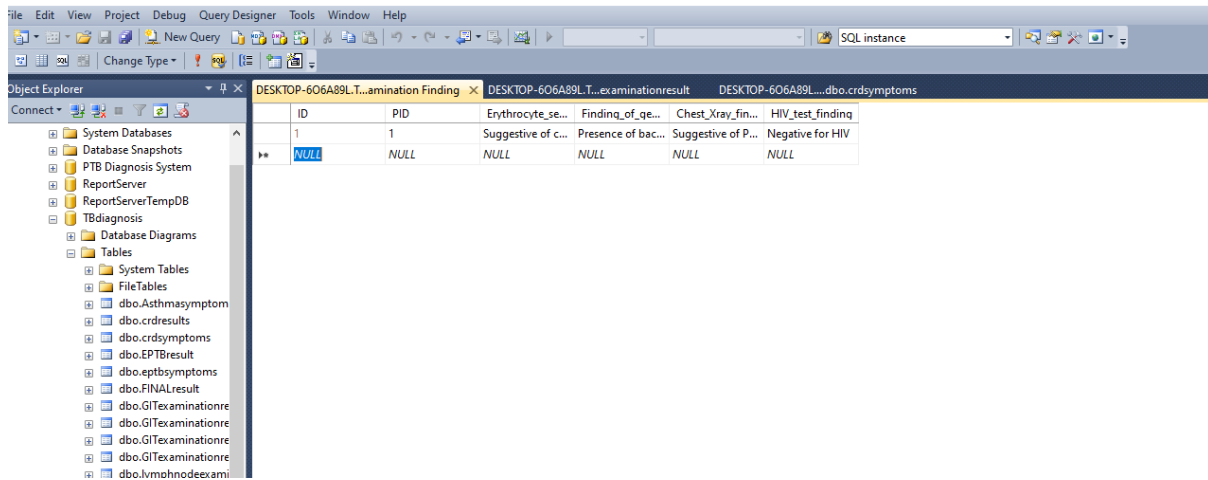 File Edit View Project Debug Query Designer Tools Window Help
New Query SQL instance
Change Type
Object Explorer
Connect
System Databases
Database Snapshots
PTB Diagnosis System
ReportServer
ReportServerTempDB
TBdiagnosis
Database Diagrams
Tables
System Tables
FileTables
dbo.Asthmasymptom
dbo.crdresults
dbo.crdsymptoms
dbo.EPTBresult
dbo.eptbsymptoms
dbo.FINALresult
dbo.GITexaminationre
dbo.GITexaminationre
dbo.GITexaminationre
dbo.GITexaminationre
dbo.lymphnodeexami
DESKTOP-6O6A89L.T...amination Finding DESKTOP-6O6A89L.T...examinationresult DESKTOP-6O6A89L....dbo.crdsymptoms
ID PID Erythrocyte_se... Finding_of_ge... Chest_Xray_fin... HIV_test_finding
1 1 Suggestive of c... Presence of bac... Suggestive of P... Negative for HIV
NULL NULL NULL NULL NULL NULL